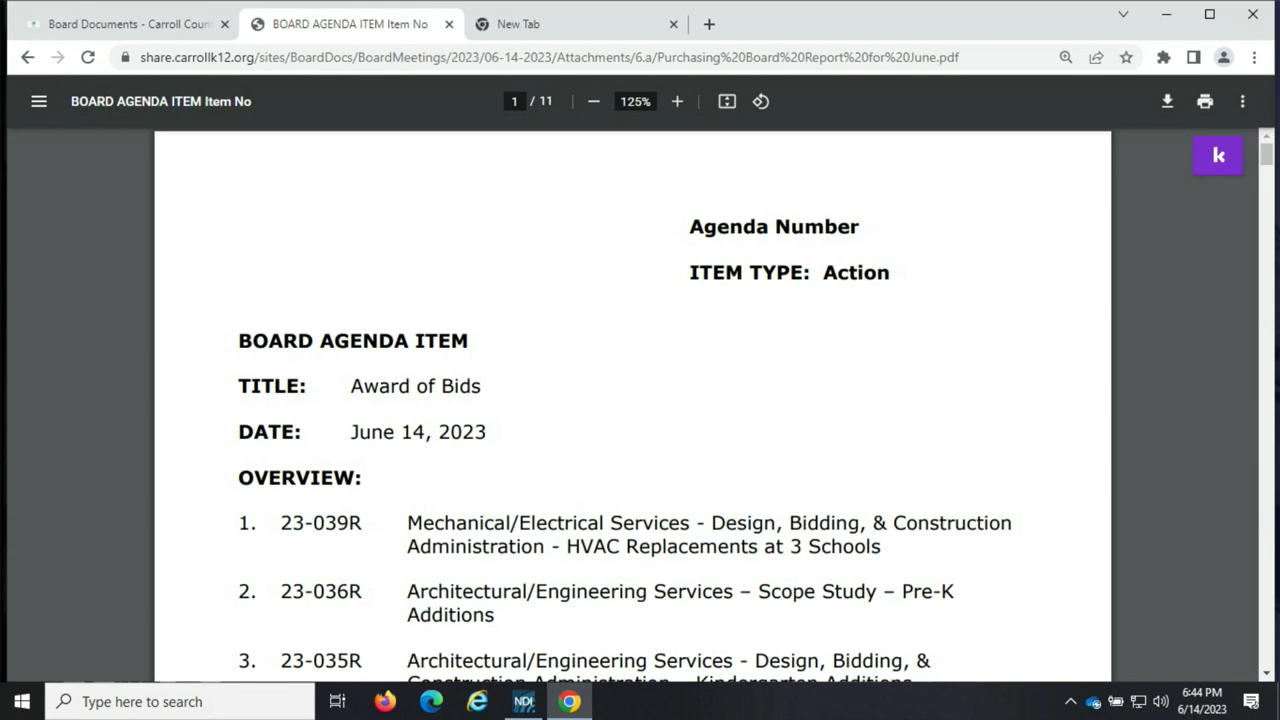 Board Documents - Carroll Coun
BOARD AGENDA ITEM Item No
New Tab
share.carrollk12.org/sites/BoardDocs/BoardMeetings/2023/06-14-2023/Attachments/6.a/Purchasing%20Board%20Report%20for%20June.pdf
BOARD AGENDA ITEM Item No
1 / 11
125%
k
Agenda Number
ITEM TYPE: Action
BOARD AGENDA ITEM
TITLE: Award of Bids
DATE: June 14, 2023
OVERVIEW:
1. 23-039R Mechanical/Electrical Services - Design, Bidding, & Construction
Administration - HVAC Replacements at 3 Schools
2. 23-036R Architectural/Engineering Services – Scope Study – Pre-K
Additions
3. 23-035R Architectural/Engineering Services - Design, Bidding, &
Construction Administration – Kindergarten Additions
Type here to search
NDI
6:44 PM
6/14/2023